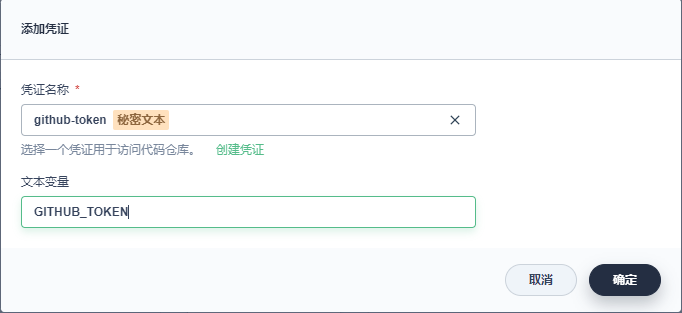 添加凭证
凭证名称 *
github-token 秘密文本
选择一个凭证用于访问代码仓库。 创建凭证
文本变量
GITHUB_TOKEN
取消 确定